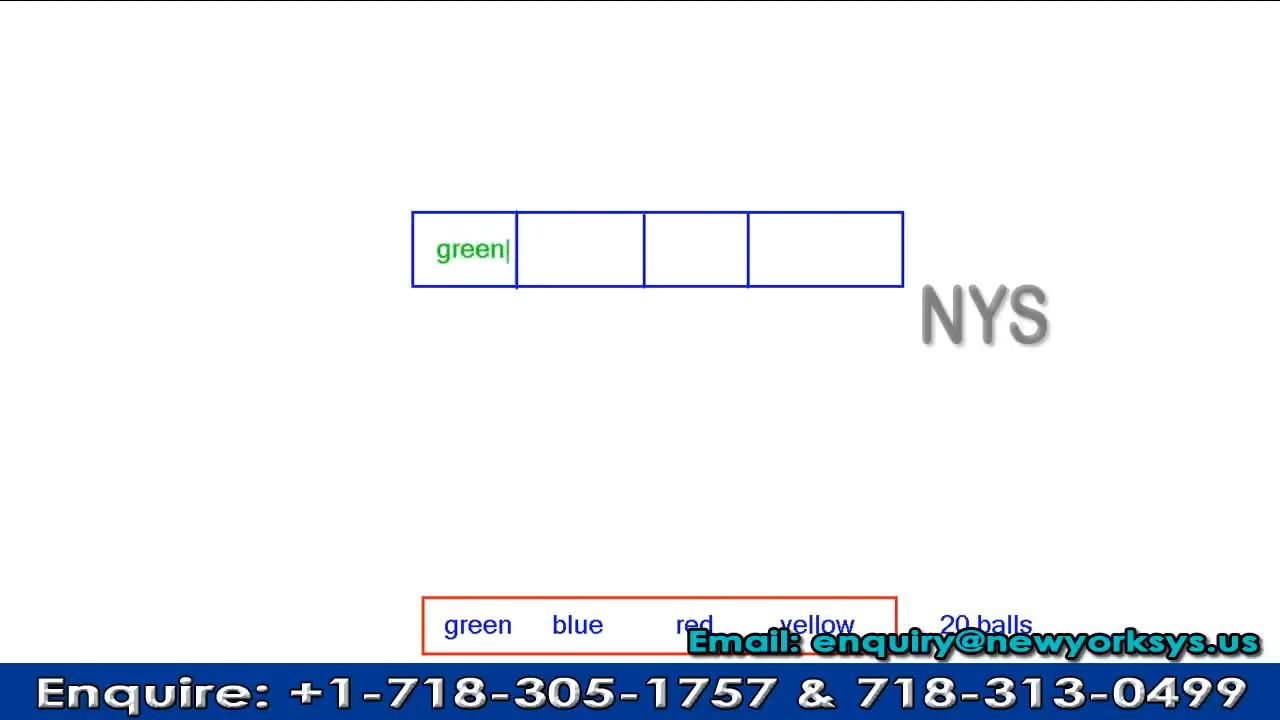 green
NYS
green blue red yellow 20 balls
Email: enquiry@newyorksys.us
Enquire: +1-718-305-1757 & 718-313-0499